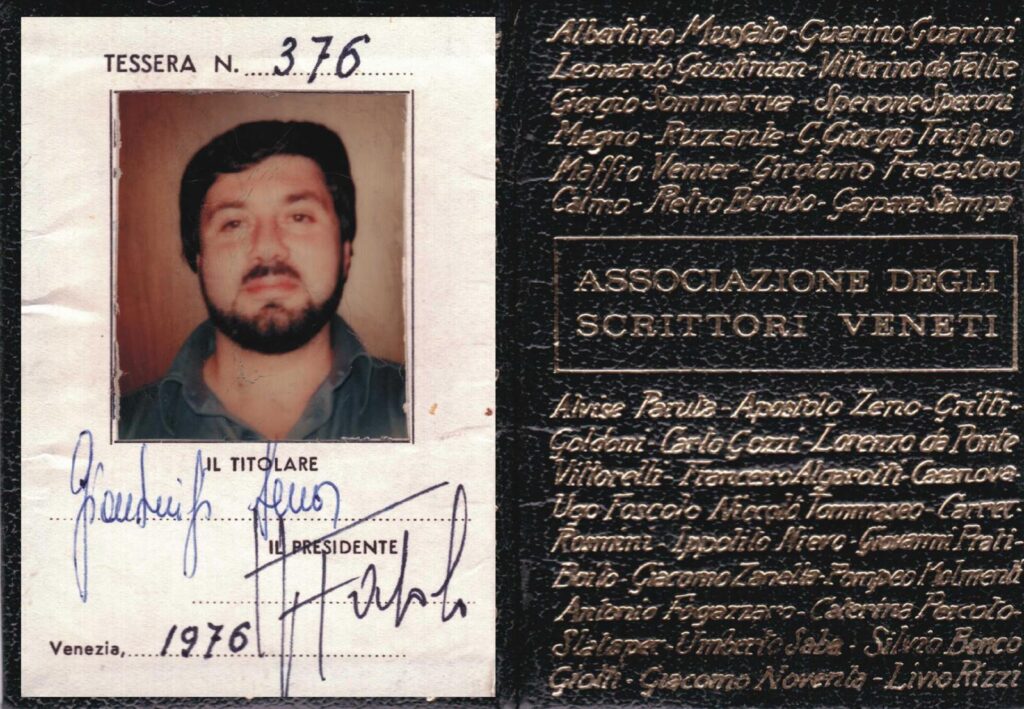 TESSERA N. 376
IL TITOLARE
IL PRESIDENTE
Venezia, 1976
Albertino Mussato - Guarino Guarini
Leonardo Giustinian - Vittorino da Feltre
Giorgio Sommariva - Sperone Speroni
Magno - Ruzzante - G. Giorgio Trissino
Maffio Venier - Girolamo Fracastoro
Calmo - Pietro Bembo - Gaspara Stampa
ASSOCIAZIONE DEGLI
SCRITTORI VENETI
Alvise Paruta - Apostolo Zeno - Gritti -
Goldoni - Carlo Gozzi - Lorenzo da Ponte
Vittorelli - Francesco Algarotti - Casanova
Ugo Foscolo - Niccolò Tommaseo - Carrer -
Rosmini - Ippolito Nievo - Giovanni Prati -
Boito - Giacomo Zanella - Pompeo Molmenti
Antonio Fogazzaro - Caterina Percoto -
Slataper - Umberto Saba - Silvio Benco
Giotti - Giacomo Noventa - Livio Rizzi